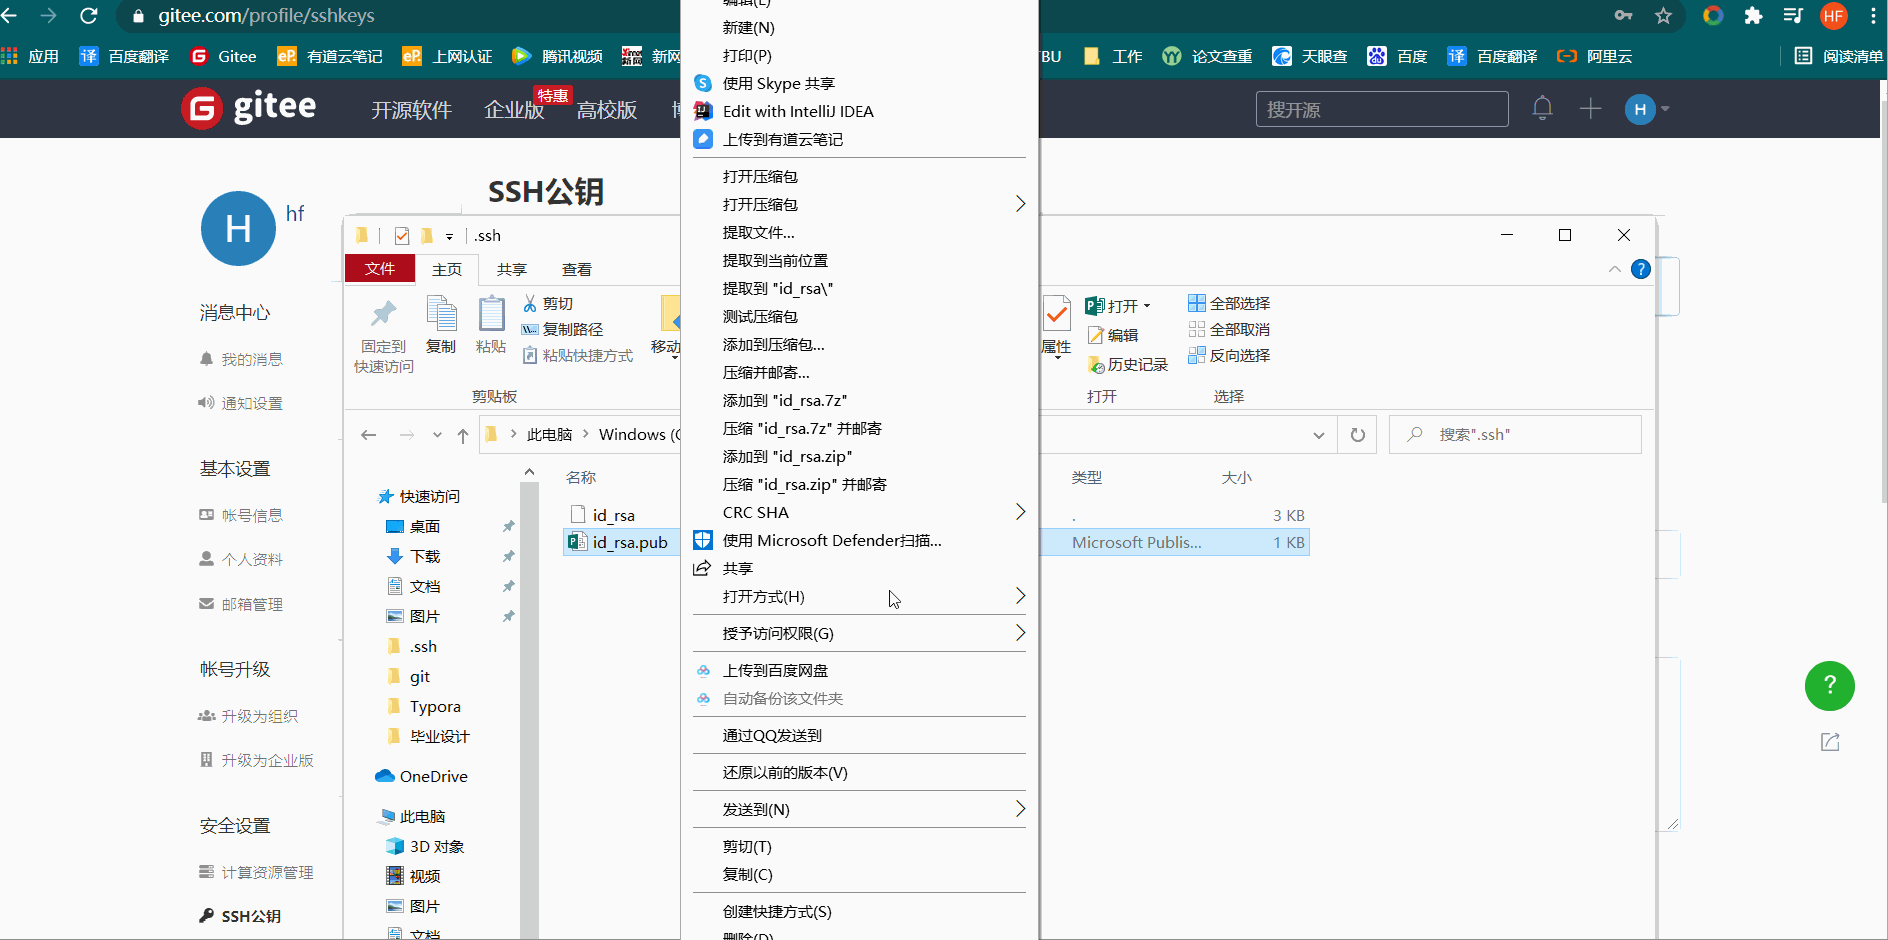 gitee.com/profile/sshkeys
HF
应用
百度翻译
Gitee
有道云笔记
上网认证
腾讯视频
新网
BU
工作
论文查重
天眼查
百度
百度翻译
阿里云
阅读清单
gitee
开源软件
企业版
特惠
高校版
搜开源
H
H
hf
SSH公钥
消息中心
我的消息
通知设置
基本设置
帐号信息
个人资料
邮箱管理
帐号升级
升级为组织
升级为企业版
安全设置
计算资源管理
SSH公钥
.ssh
文件
主页
共享
查看
固定到
快速访问
复制
粘贴
剪切
复制路径
粘贴快捷方式
移动
剪贴板
属性
打开
编辑
历史记录
打开
全部选择
全部取消
反向选择
选择
此电脑
Windows (
搜索".ssh"
快速访问
桌面
下载
文档
图片
.ssh
git
Typora
毕业设计
OneDrive
此电脑
3D 对象
视频
图片
文档
名称
类型
大小
id_rsa
3 KB
id_rsa.pub
Microsoft Publis...
1 KB
编辑(E)
新建(N)
打印(P)
使用 Skype 共享
Edit with IntelliJ IDEA
上传到有道云笔记
打开压缩包
打开压缩包
提取文件...
提取到当前位置
提取到 "id_rsa\"
测试压缩包
添加到压缩包...
压缩并邮寄...
添加到 "id_rsa.7z"
压缩 "id_rsa.7z" 并邮寄
添加到 "id_rsa.zip"
压缩 "id_rsa.zip" 并邮寄
CRC SHA
使用 Microsoft Defender扫描...
共享
打开方式(H)
授予访问权限(G)
上传到百度网盘
自动备份该文件夹
通过QQ发送到
还原以前的版本(V)
发送到(N)
剪切(T)
复制(C)
创建快捷方式(S)
删除(D)